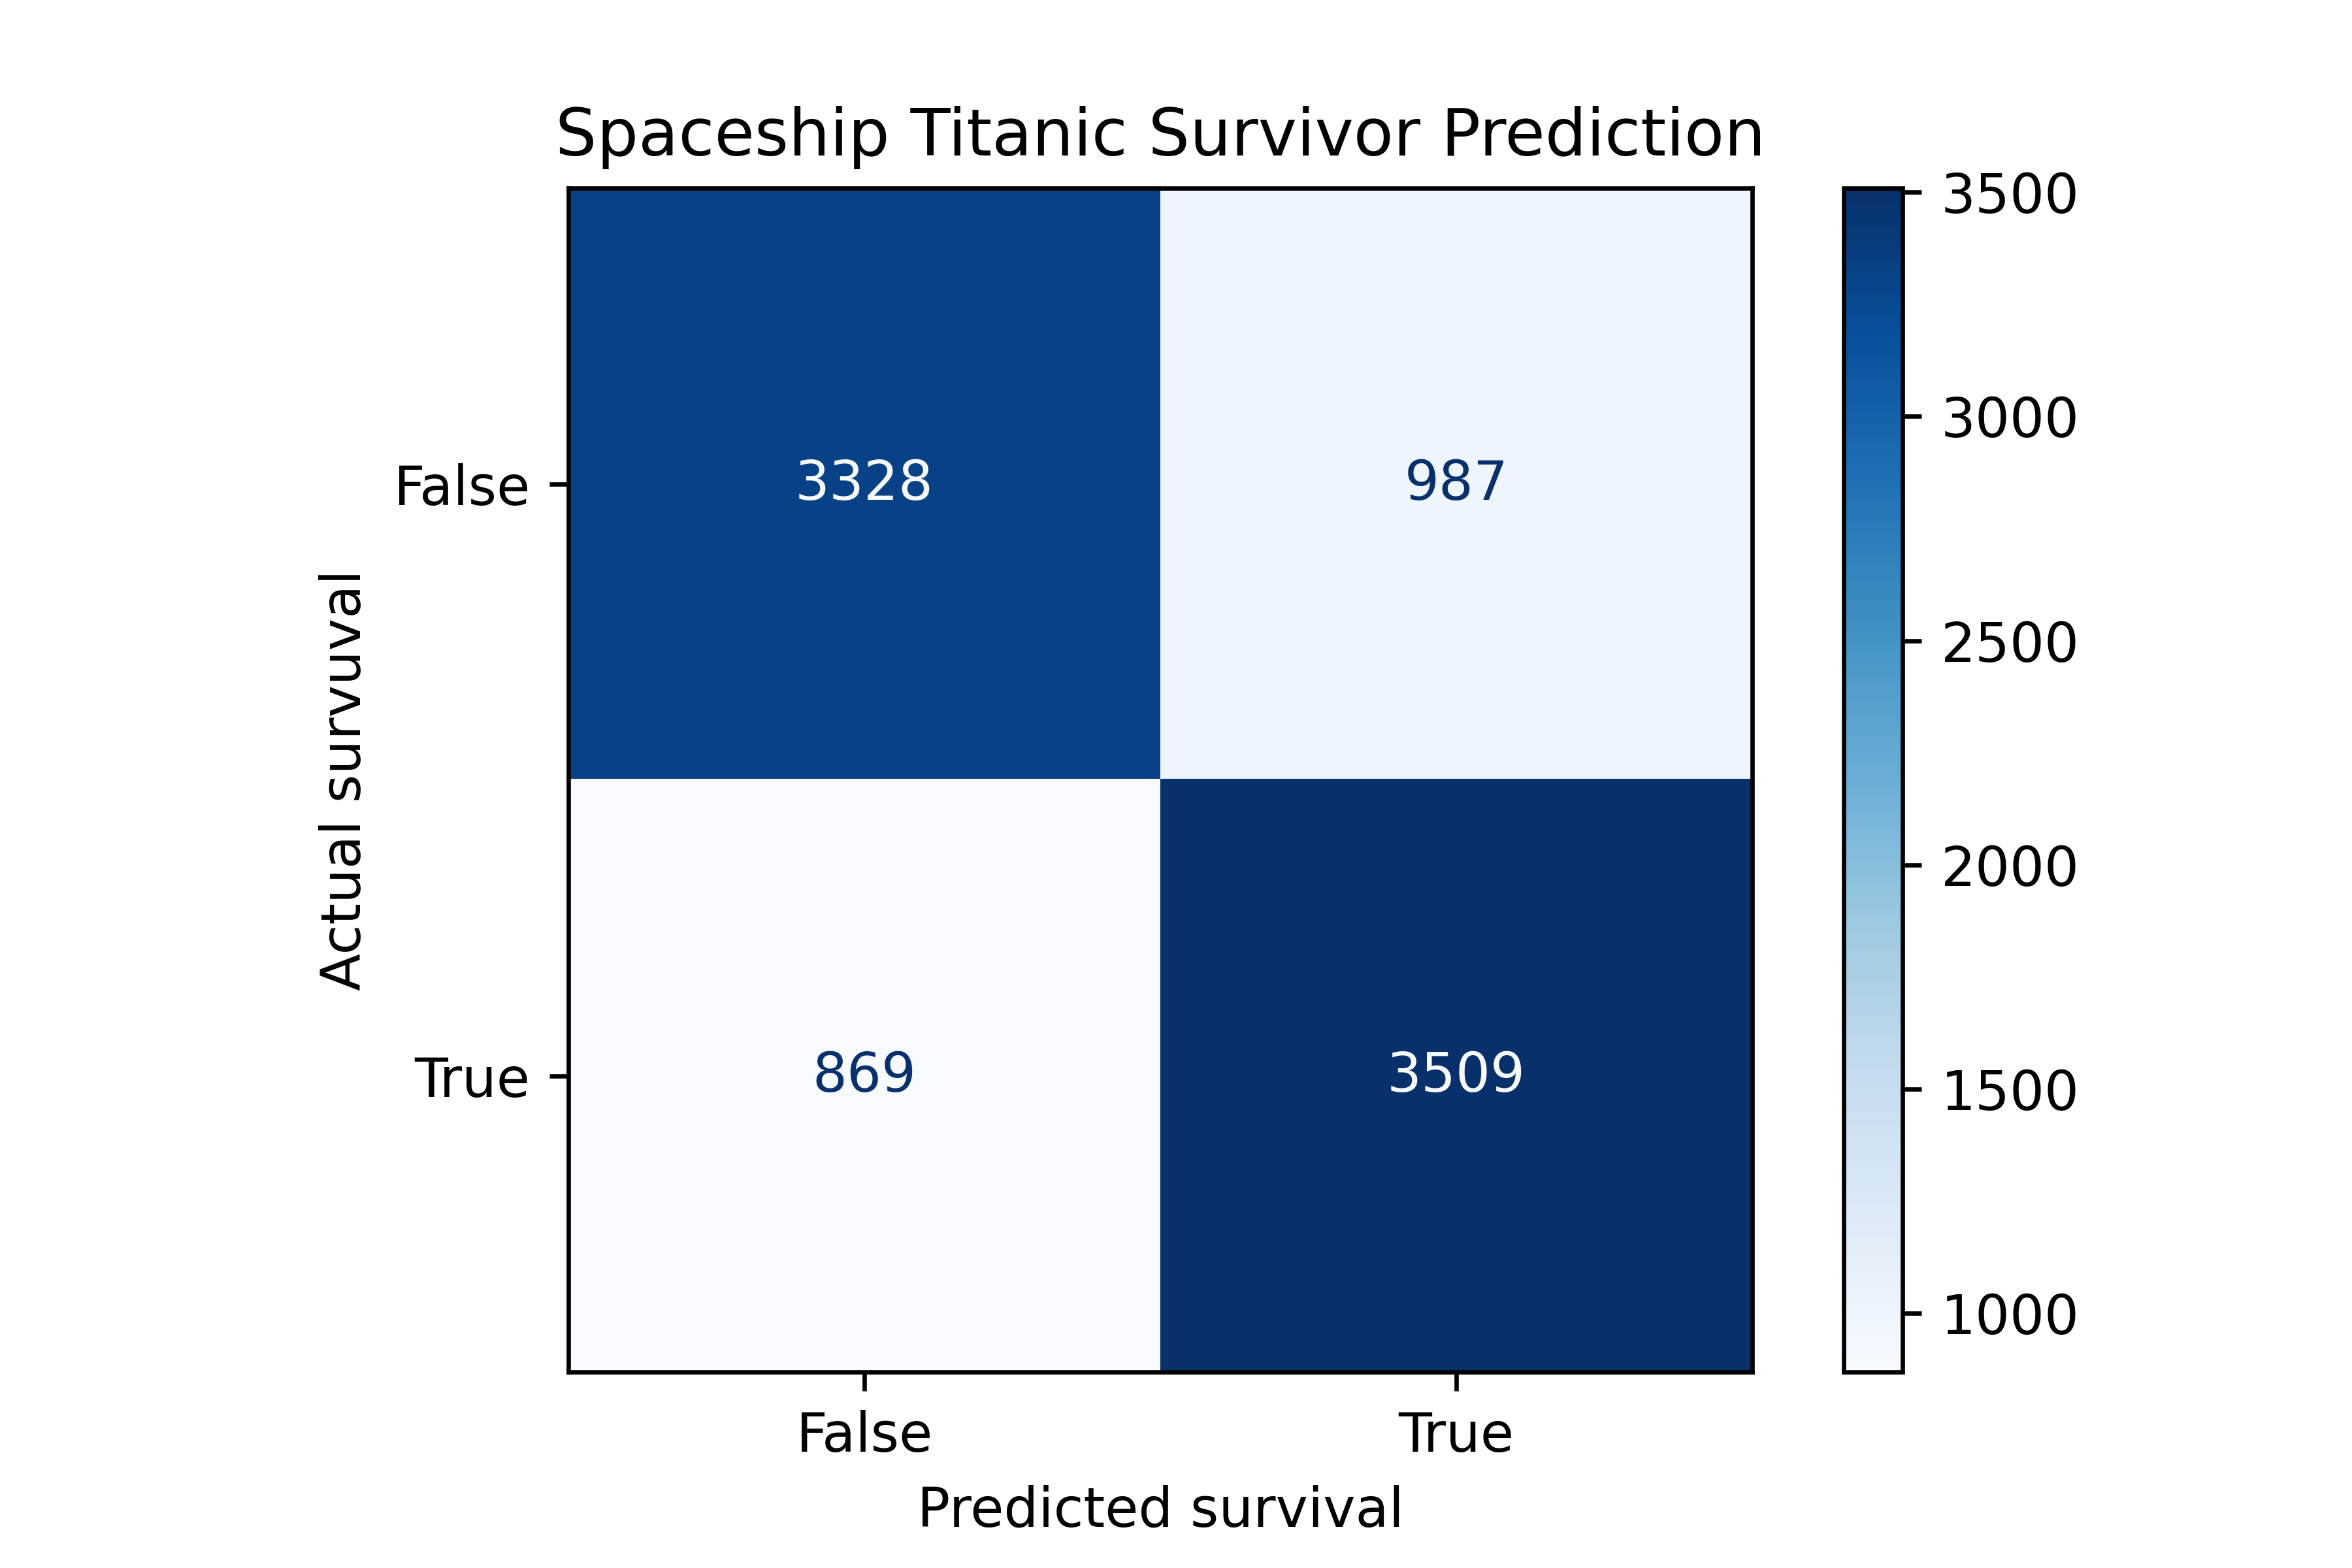 Spaceship Titanic Survivor Prediction
3500
3000
2500
2000
1500
1000
Actual survuval
False
True
3328
987
869
3509
False
True
Predicted survival